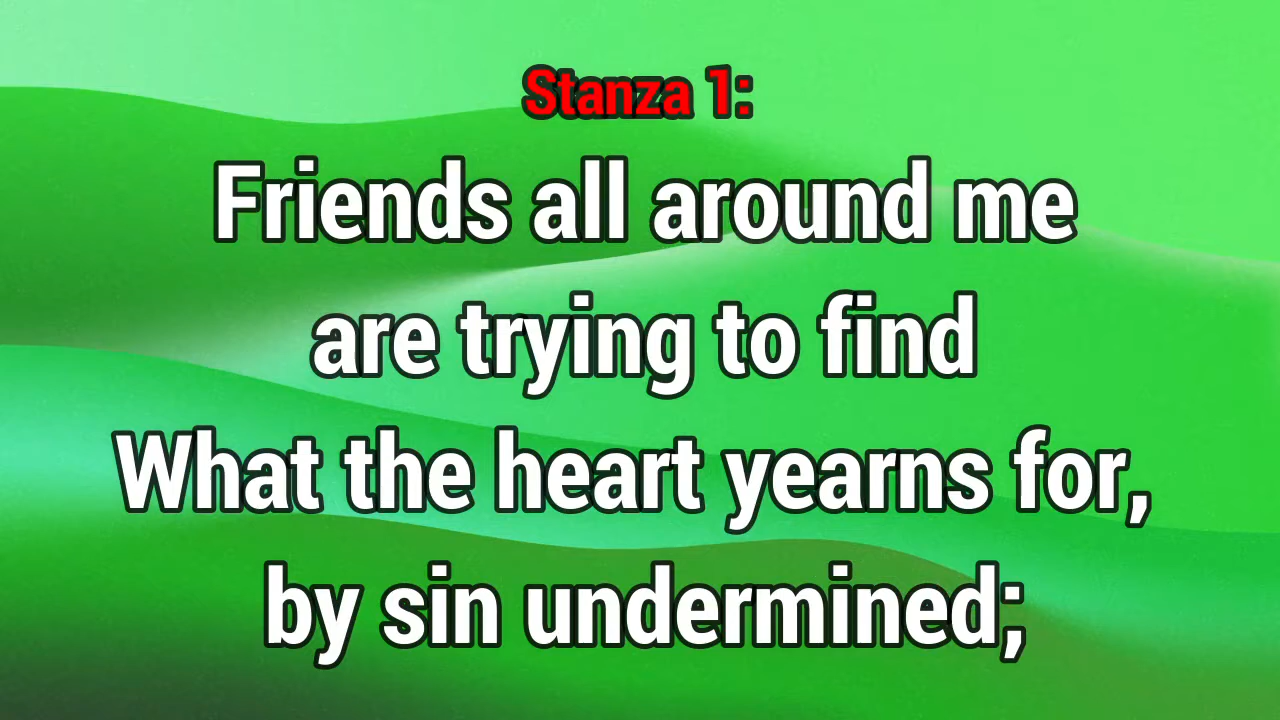 Stanza 1:
Friends all around me
are trying to find
What the heart yearns for,
by sin undermined;